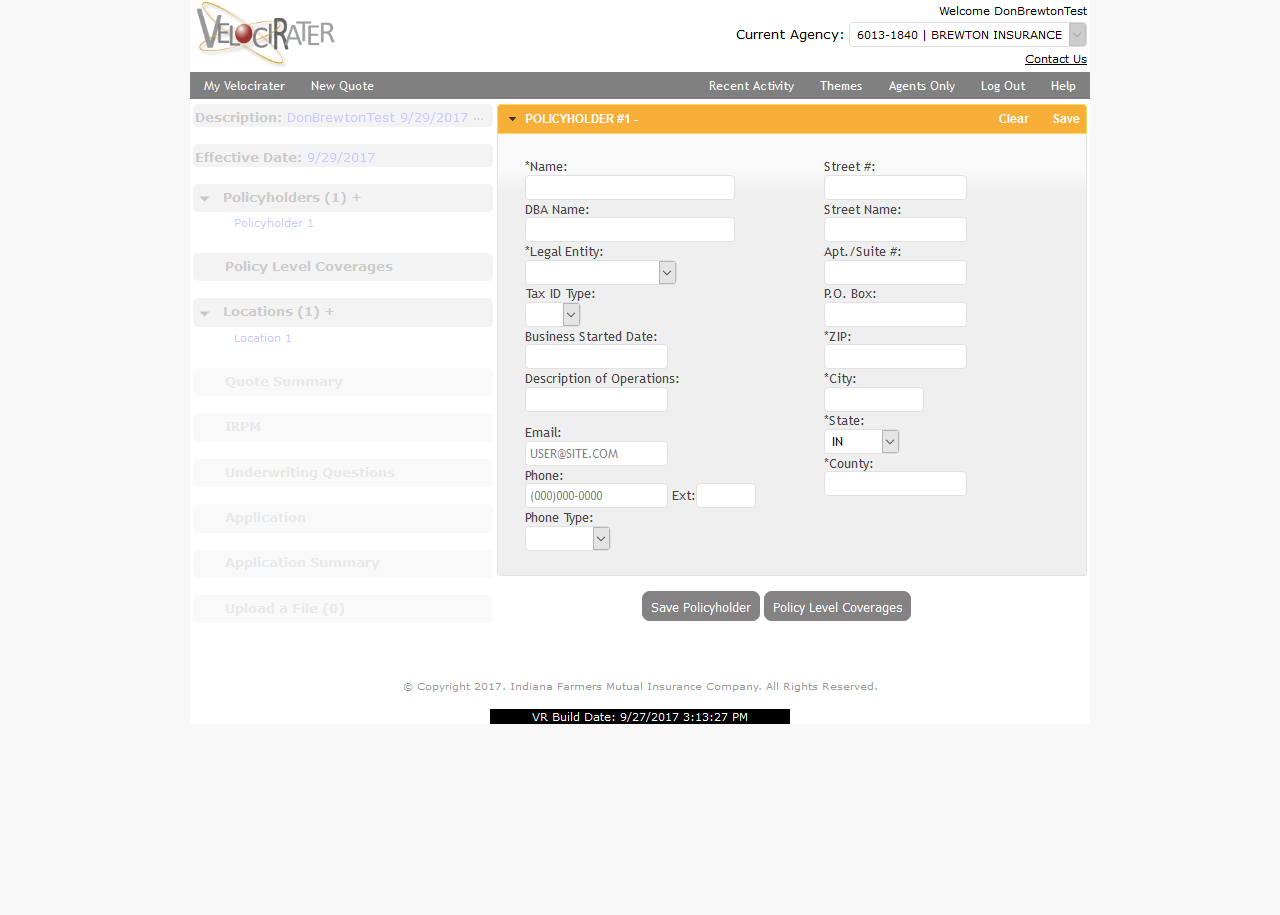 VELOCIRATER
Welcome DonBrewtonTest
Current Agency: 6013-1840 | BREWTON INSURANCE
Contact Us
My Velocirater New Quote Recent Activity Themes Agents Only Log Out Help
Description: DonBrewtonTest 9/29/2017 ...
Effective Date: 9/29/2017
Policyholders (1) +
Policyholder 1
Policy Level Coverages
Locations (1) +
Location 1
Quote Summary
IRPM
Underwriting Questions
Application
Application Summary
Upload a File (0)
POLICYHOLDER #1 - Clear Save
*Name:
DBA Name:
*Legal Entity:
Tax ID Type:
Business Started Date:
Description of Operations:
Email:
USER@SITE.COM
Phone:
(000)000-0000 Ext:
Phone Type:
Street #:
Street Name:
Apt./Suite #:
P.O. Box:
*ZIP:
*City:
*State:
IN
*County:
Save Policyholder Policy Level Coverages
© Copyright 2017. Indiana Farmers Mutual Insurance Company. All Rights Reserved.
VR Build Date: 9/27/2017 3:13:27 PM